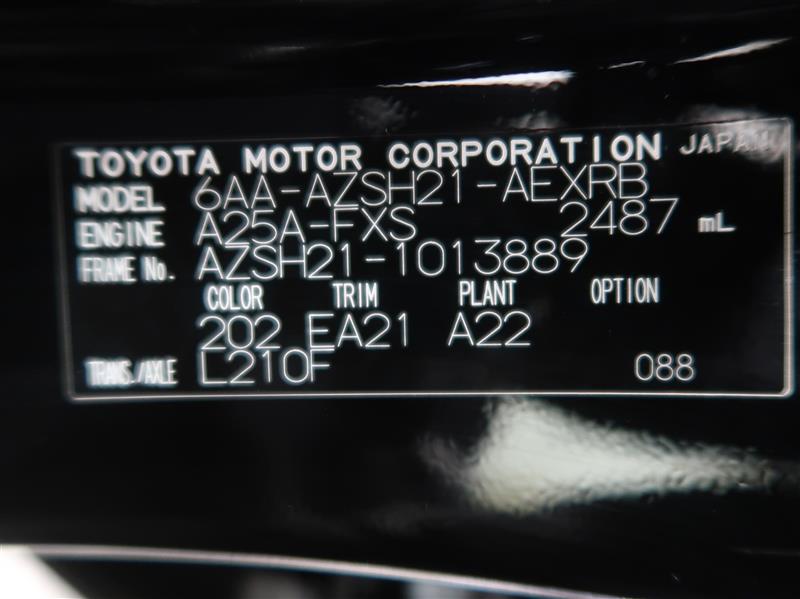 TOYOTA MOTOR CORPORATION JAPAN
MODEL 6AA-AZSH21-AEXRB
ENGINE A25A-FXS 2487 mL
FRAME No. AZSH21-1013889
COLOR TRIM PLANT OPTION
202 EA21 A22
TRANS./AXLE L210F 088